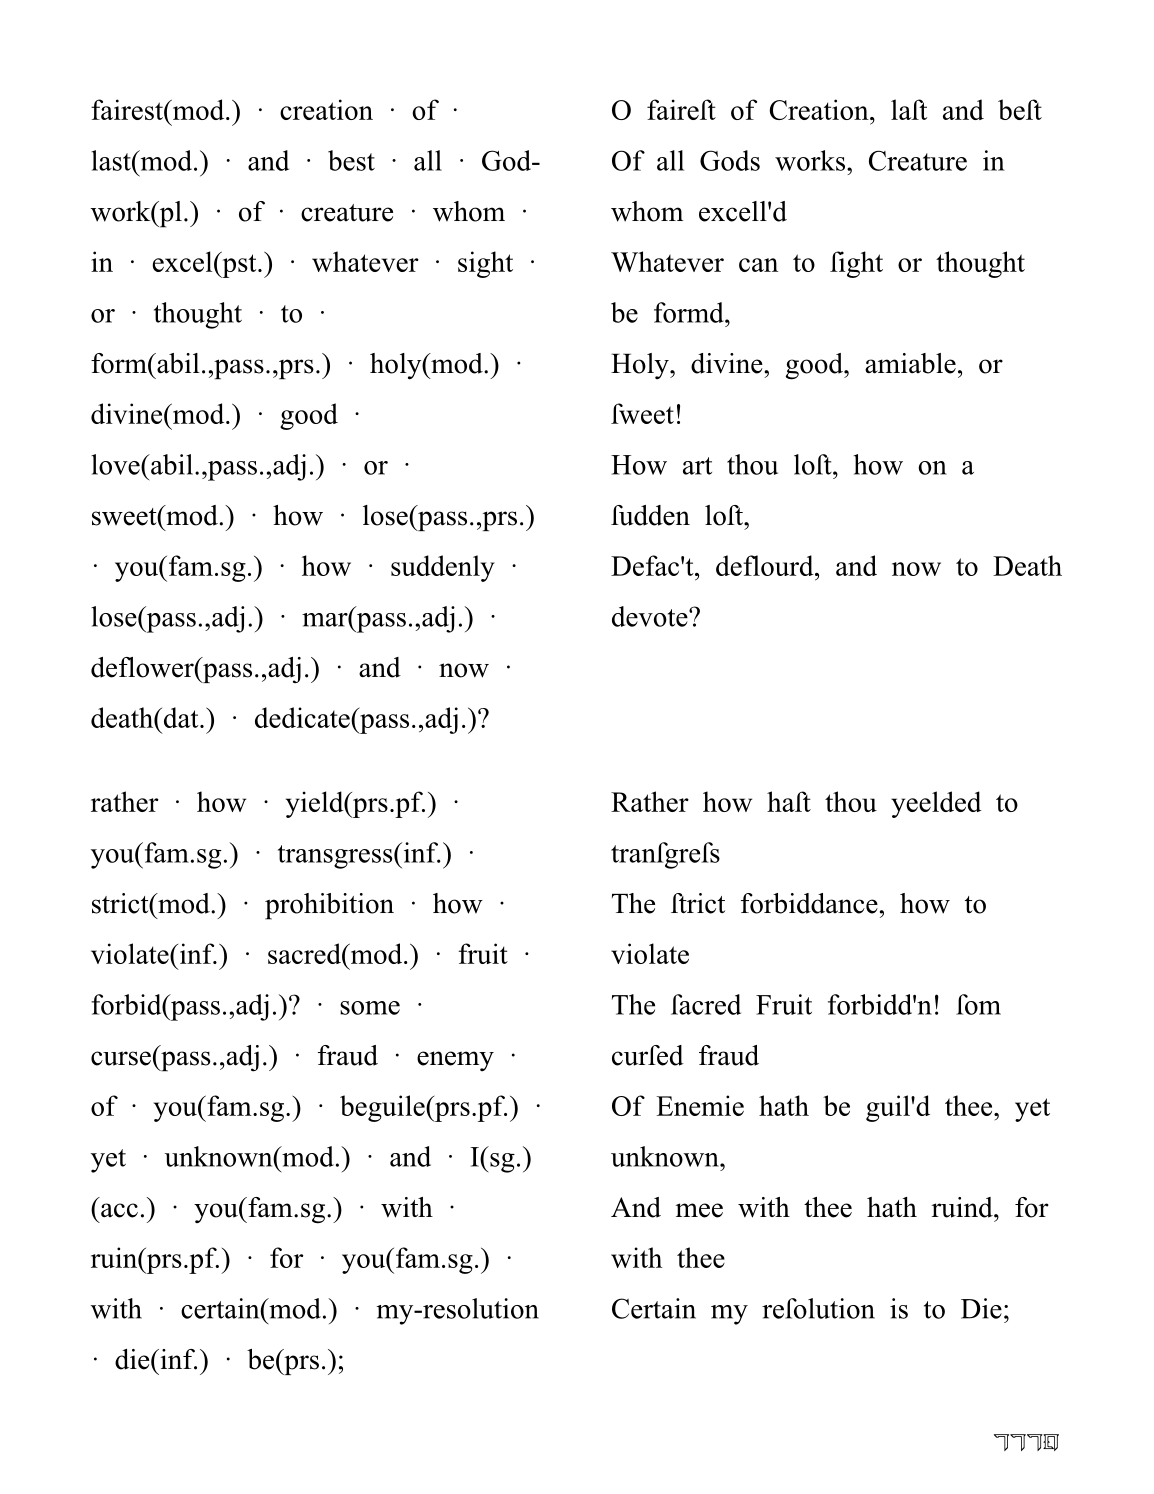 fairest(mod.) · creation · of ·
last(mod.) · and · best · all · God-
work(pl.) · of · creature · whom ·
in · excel(pst.) · whatever · sight ·
or · thought · to ·
form(abil.,pass.,prs.) · holy(mod.) ·
divine(mod.) · good ·
love(abil.,pass.,adj.) · or ·
sweet(mod.) · how · lose(pass.,prs.)
· you(fam.sg.) · how · suddenly ·
lose(pass.,adj.) · mar(pass.,adj.) ·
deflower(pass.,adj.) · and · now ·
death(dat.) · dedicate(pass.,adj.)?
O faireſt of Creation, laſt and beſt
Of all Gods works, Creature in
whom excell'd
Whatever can to ſight or thought
be formd,
Holy, divine, good, amiable, or
ſweet!
How art thou loſt, how on a
ſudden loſt,
Defac't, deflourd, and now to Death
devote?
rather · how · yield(prs.pf.) ·
you(fam.sg.) · transgress(inf.) ·
strict(mod.) · prohibition · how ·
violate(inf.) · sacred(mod.) · fruit ·
forbid(pass.,adj.)? · some ·
curse(pass.,adj.) · fraud · enemy ·
of · you(fam.sg.) · beguile(prs.pf.) ·
yet · unknown(mod.) · and · I(sg.)
(acc.) · you(fam.sg.) · with ·
ruin(prs.pf.) · for · you(fam.sg.) ·
with · certain(mod.) · my-resolution
· die(inf.) · be(prs.);
Rather how haſt thou yeelded to
tranſgreſs
The ſtrict forbiddance, how to
violate
The ſacred Fruit forbidd'n! ſom
curſed fraud
Of Enemie hath be guil'd thee, yet
unknown,
And mee with thee hath ruind, for
with thee
Certain my reſolution is to Die;